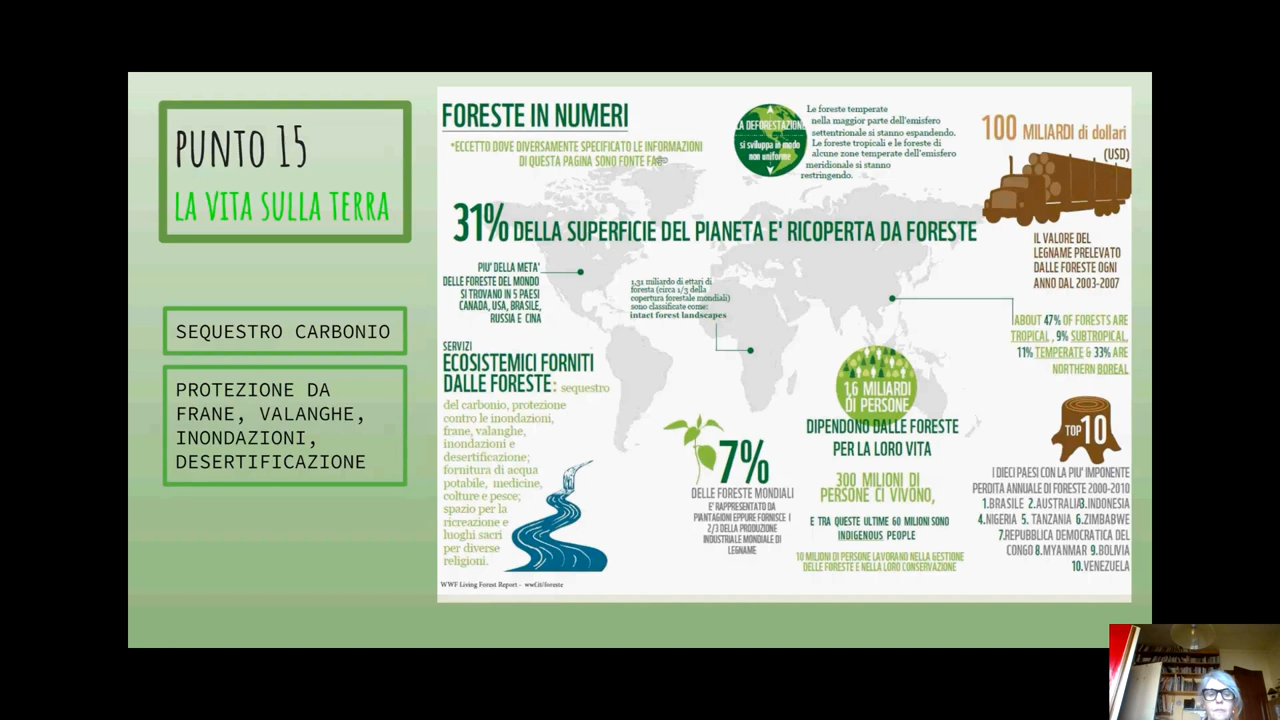 PUNTO 15
LA VITA SULLA TERRA
SEQUESTRO CARBONIO
PROTEZIONE DA
FRANE, VALANGHE,
INONDAZIONI,
DESERTIFICAZIONE
FORESTE IN NUMERI
*ECCETTO DOVE DIVERSAMENTE SPECIFICATO LE INFORMAZIONI
DI QUESTA PAGINA SONO FONTE FAO
LA DEFORESTAZIONE
si sviluppa in modo
non uniforme
Le foreste temperate
nella maggior parte dell'emisfero
settentrionale si stanno espandendo.
Le foreste tropicali e le foreste di
alcune zone temperate dell'emisfero
meridionale si stanno
restringendo.
100 MILIARDI di dollari
(USD)
IL VALORE DEL
LEGNAME PRELEVATO
DALLE FORESTE OGNI
ANNO DAL 2003-2007
31% DELLA SUPERFICIE DEL PIANETA E' RICOPERTA DA FORESTE
PIU' DELLA META'
DELLE FORESTE DEL MONDO
SI TROVANO IN 5 PAESI
CANADA, USA, BRASILE,
RUSSIA E CINA
1,31 miliardo di ettari di
foresta (circa 1/3 della
copertura forestale mondiali)
sono classificate come:
intact forest landscapes
ABOUT 47% OF FORESTS ARE
TROPICAL , 9% SUBTROPICAL,
11% TEMPERATE & 33% ARE
NORTHERN BOREAL
SERVIZI
ECOSISTEMICI FORNITI
DALLE FORESTE: sequestro
del carbonio, protezione
contro le inondazioni,
frane, valanghe,
inondazioni e
desertificazione;
fornitura di acqua
potabile, medicine,
colture e pesce;
spazio per la
ricreazione e
luoghi sacri
per diverse
religioni.
WWF Living Forest Report - wwf.it/foreste
7%
DELLE FORESTE MONDIALI
E' RAPPRESENTATO DA
PIANTAGIONI EPPURE FORNISCE I
2/3 DELLA PRODUZIONE
INDUSTRIALE MONDIALE DI
LEGNAME
1,6 MILIARDI
DI PERSONE
DIPENDONO DALLE FORESTE
PER LA LORO VITA
300 MILIONI DI
PERSONE CI VIVONO,
E TRA QUESTE ULTIME 60 MILIONI SONO
INDIGENOUS PEOPLE
10 MILIONI DI PERSONE LAVORANO NELLA GESTIONE
DELLE FORESTE E NELLA LORO CONSERVAZIONE
TOP 10
I DIECI PAESI CON LA PIU' IMPONENTE
PERDITA ANNUALE DI FORESTE 2000-2010
1.BRASILE 2.AUSTRALIA 3.INDONESIA
4.NIGERIA 5. TANZANIA 6.ZIMBABWE
7.REPUBBLICA DEMOCRATICA DEL
CONGO 8.MYANMAR 9.BOLIVIA
10.VENEZUELA